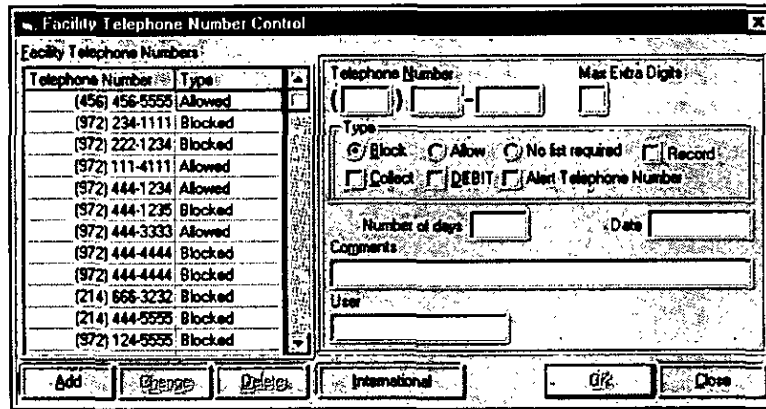 Facility Telephone Number Control
Facility Telephone Numbers
Telephone Number Type
(456) 456-5555 Allowed
(972) 234-1111 Blocked
(972) 222-1234 Blocked
(972) 111-4111 Allowed
(972) 444-1234 Allowed
(972) 444-1235 Blocked
(972) 444-3333 Allowed
(972) 444-4444 Blocked
(972) 444-4444 Blocked
(214) 666-3232 Blocked
(214) 444-5555 Blocked
(972) 124-5555 Blocked
Telephone Number Max Extra Digits
( ) -
Type
Block Allow No list required Record
Collect DEBIT Alert Telephone Number
Number of days Date
Comments
User
Add Change Delete International OK Close